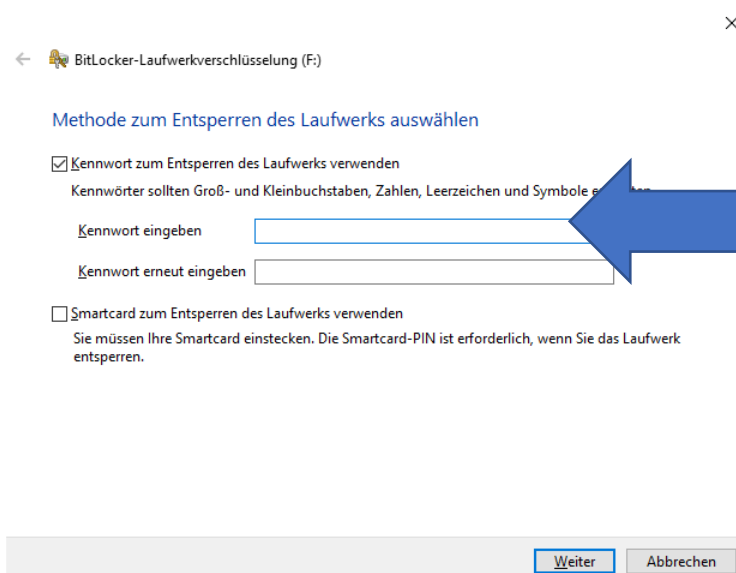 BitLocker-Laufwerkverschlüsselung (F:)
Methode zum Entsperren des Laufwerks auswählen
Kennwort zum Entsperren des Laufwerks verwenden
Kennwörter sollten Groß- und Kleinbuchstaben, Zahlen, Leerzeichen und Symbole
Kennwort eingeben
Kennwort erneut eingeben
Smartcard zum Entsperren des Laufwerks verwenden
Sie müssen Ihre Smartcard einstecken. Die Smartcard-PIN ist erforderlich, wenn Sie das Laufwerk
entsperren.
Weiter Abbrechen